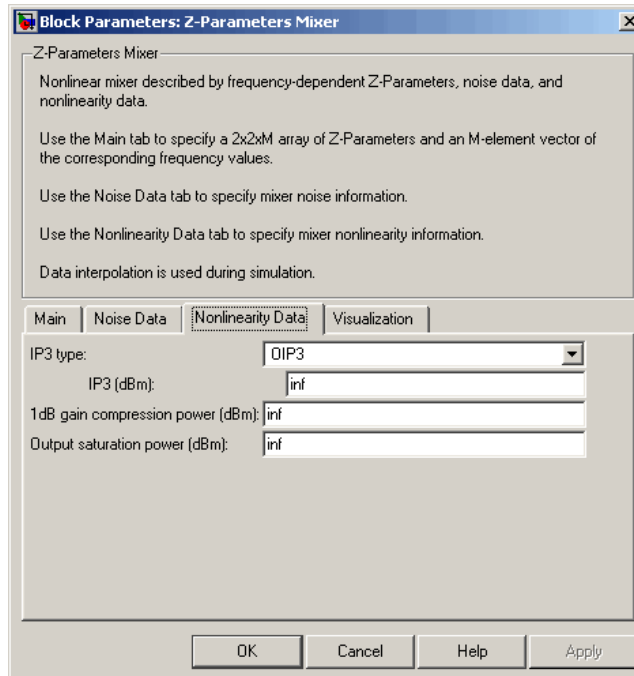 Block Parameters: Z-Parameters Mixer
Z-Parameters Mixer
Nonlinear mixer described by frequency-dependent Z-Parameters, noise data, and
nonlinearity data.
Use the Main tab to specify a 2x2xM array of Z-Parameters and an M-element vector of
the corresponding frequency values.
Use the Noise Data tab to specify mixer noise information.
Use the Nonlinearity Data tab to specify mixer nonlinearity information.
Data interpolation is used during simulation.
Main Noise Data Nonlinearity Data Visualization
IP3 type: OIP3
IP3 (dBm): inf
1dB gain compression power (dBm): inf
Output saturation power (dBm): inf
OK Cancel Help Apply